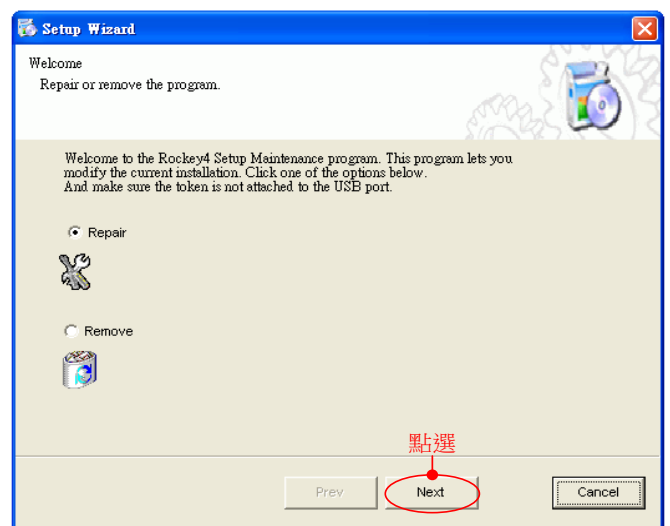 Setup Wizard
Welcome
Repair or remove the program.
Welcome to the Rockey4 Setup Maintenance program. This program lets you
modify the current installation. Click one of the options below.
And make sure the token is not attached to the USB port.
Repair
Remove
點選
Prev
Next
Cancel